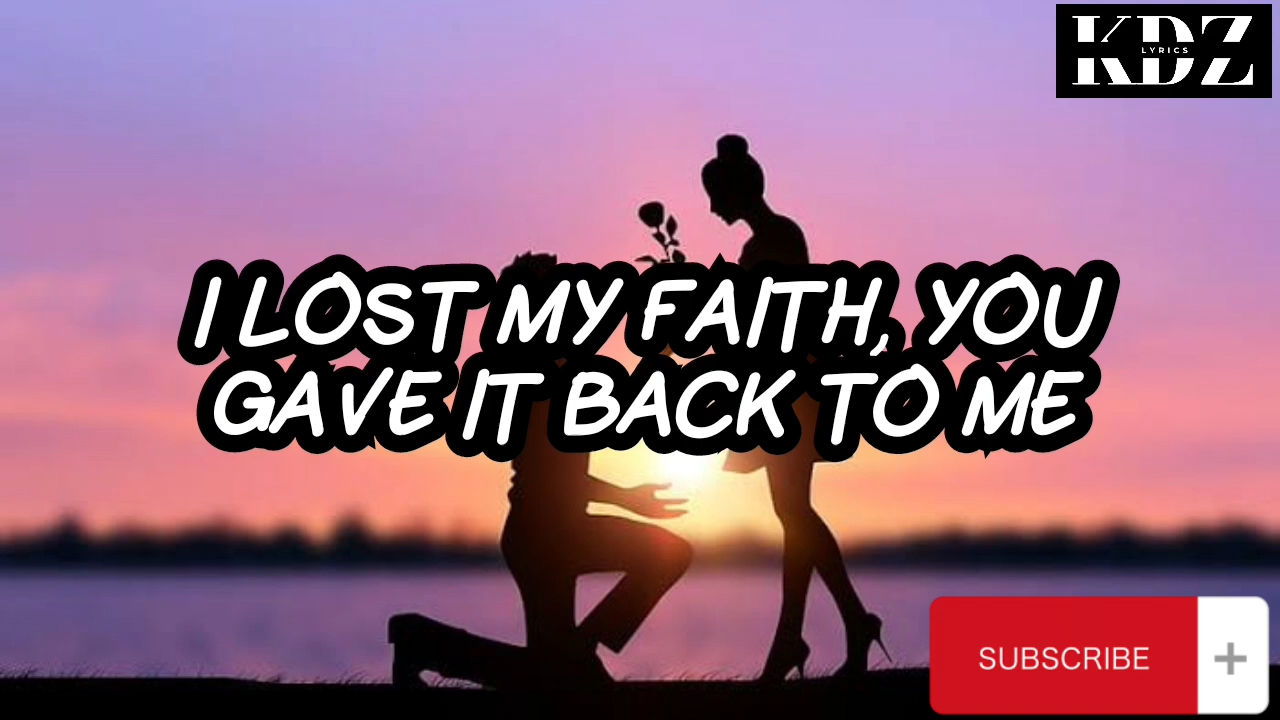 KDZ
LYRICS
I LOST MY FAITH, YOU
GAVE IT BACK TO ME
SUBSCRIBE +